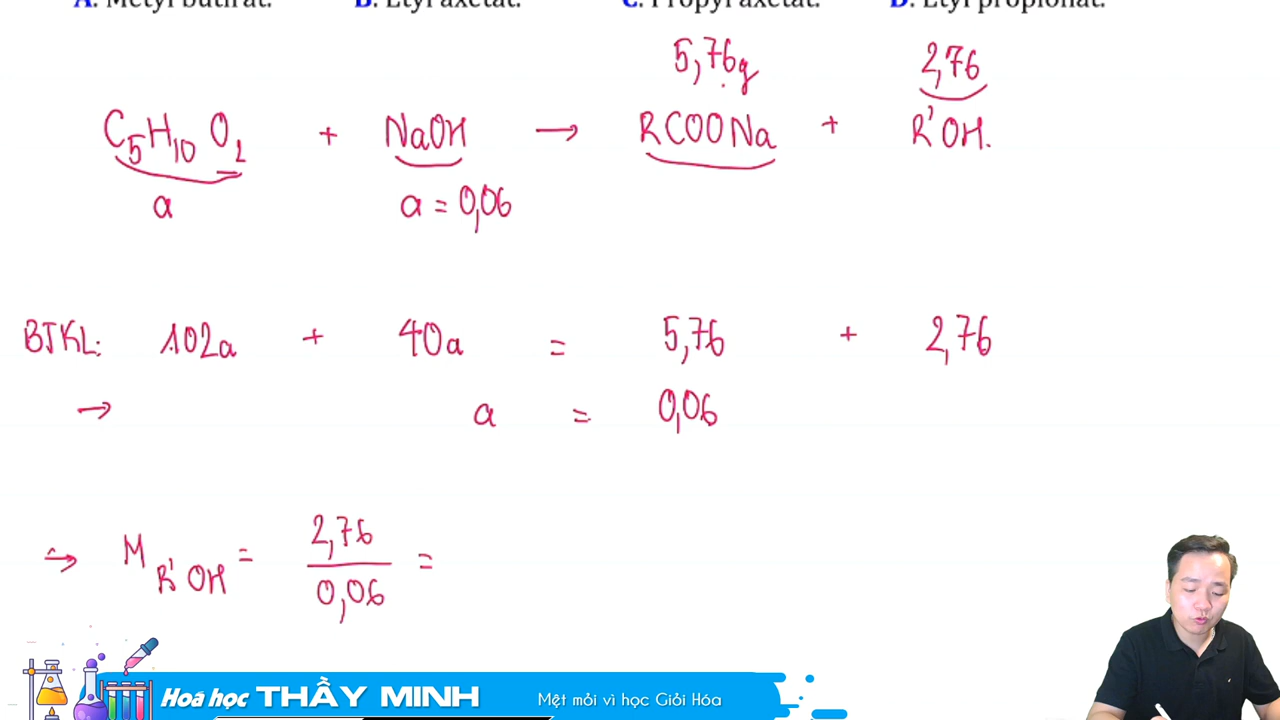 A. Metyl butirat. B. Etyl axetat. C. Propyl axetat. D. Etyl propionat.
5,76g 2,76
C5H10O2 + NaOH → RCOONa + R'OH.
a a = 0,06
BTKL: 102a + 40a = 5,76 + 2,76
→ a = 0,06
⇒ M R'OH = 2,76 / 0,06 =
Hoá học THẦY MINH Mệt mỏi vì học Giỏi Hóa